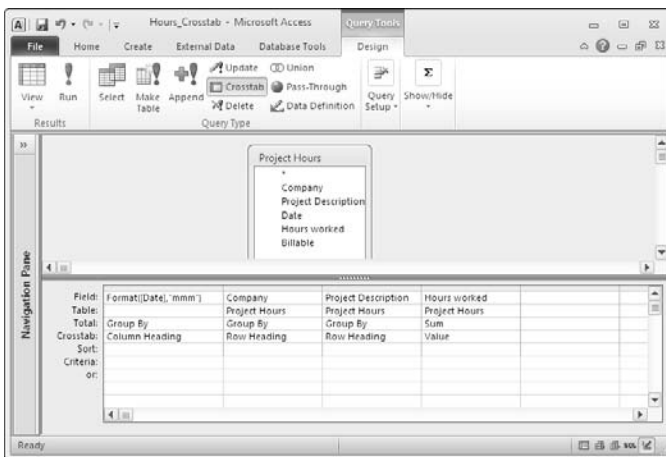 Hours_Crosstab - Microsoft Access
Query Tools
File
Home
Create
External Data
Database Tools
Design
View
Run
Select
Make Table
Append
Update
Crosstab
Delete
Union
Pass-Through
Data Definition
Query Setup
Show/Hide
Results
Query Type
Navigation Pane
Project Hours
*
Company
Project Description
Date
Hours worked
Billable
Field: Format([Date],"mmm") Company Project Description Hours worked
Table: Project Hours Project Hours Project Hours
Total: Group By Group By Group By Sum
Crosstab: Column Heading Row Heading Row Heading Value
Sort:
Criteria:
or:
Ready
SQL